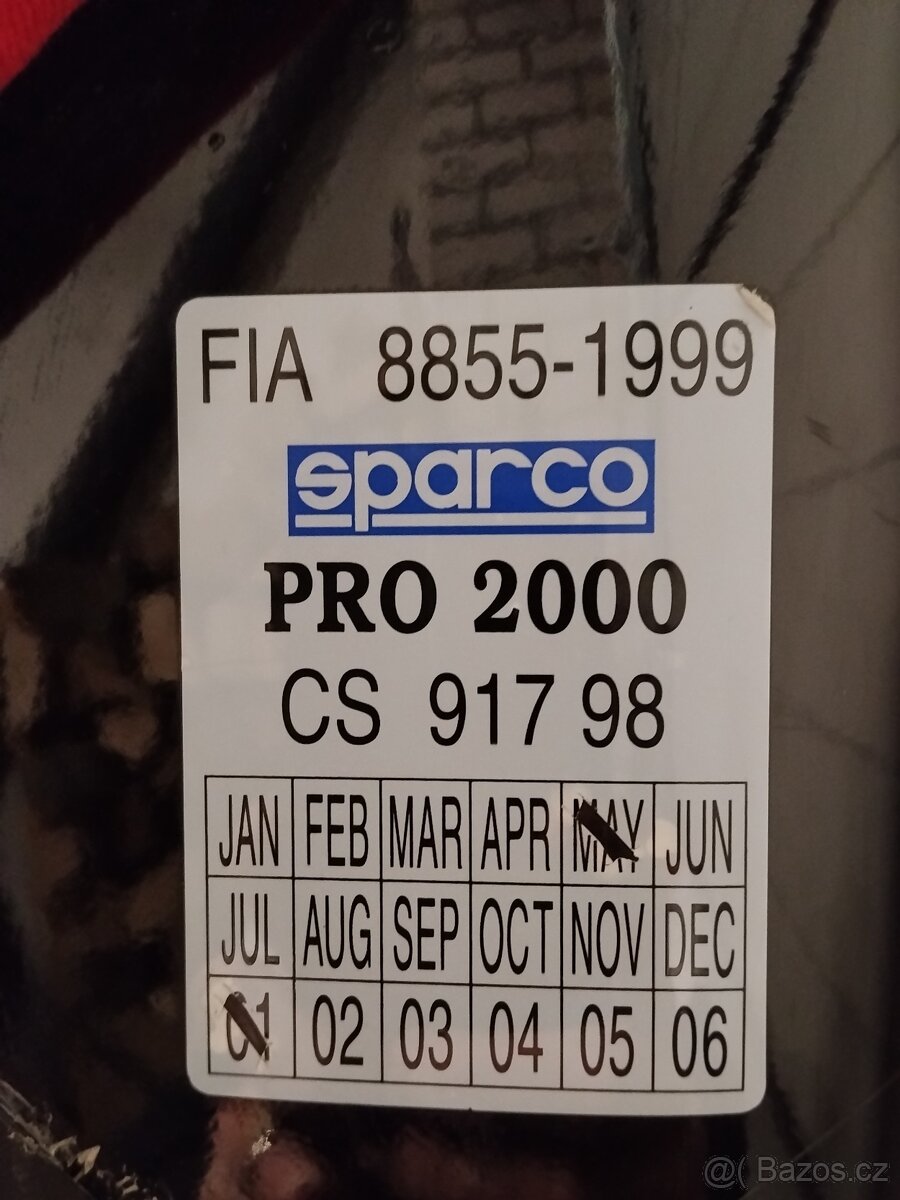 FIA 8855-1999
sparco
PRO 2000
CS 917 98
JAN FEB MAR APR MAY JUN
JUL AUG SEP OCT NOV DEC
01 02 03 04 05 06
@( Bazos.cz